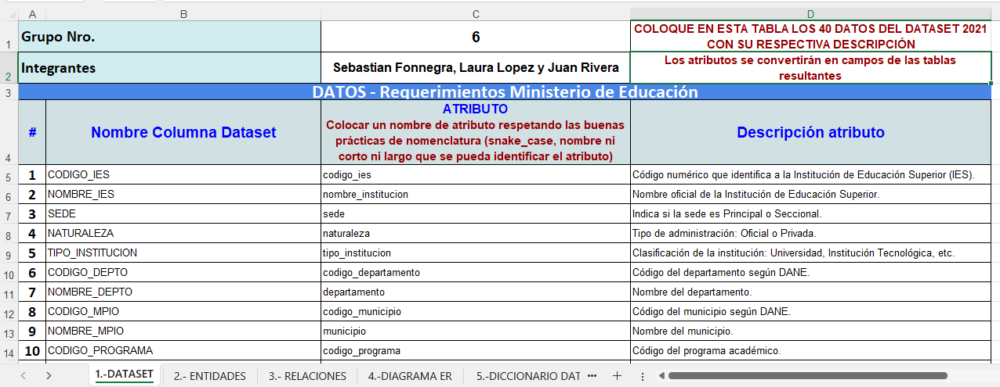 A B C D
1 Grupo Nro. 6 COLOQUE EN ESTA TABLA LOS 40 DATOS DEL DATASET 2021
CON SU RESPECTIVA DESCRIPCIÓN
2 Integrantes Sebastian Fonnegra, Laura Lopez y Juan Rivera Los atributos se convertirán en campos de las tablas
resultantes
3 DATOS - Requerimientos Ministerio de Educación
4 # Nombre Columna Dataset ATRIBUTO
Colocar un nombre de atributo respetando las buenas
prácticas de nomenclatura (snake_case, nombre ni
corto ni largo que se pueda identificar el atributo)
Descripción atributo
5 1 CODIGO_IES codigo_ies Código numérico que identifica a la Institución de Educación Superior (IES).
6 2 NOMBRE_IES nombre_institucion Nombre oficial de la Institución de Educación Superior.
7 3 SEDE sede Indica si la sede es Principal o Seccional.
8 4 NATURALEZA naturaleza Tipo de administración: Oficial o Privada.
9 5 TIPO_INSTITUCION tipo_institucion Clasificación de la institución: Universidad, Institución Tecnológica, etc.
10 6 CODIGO_DEPTO codigo_departamento Código del departamento según DANE.
11 7 NOMBRE_DEPTO departamento Nombre del departamento.
12 8 CODIGO_MPIO codigo_municipio Código del municipio según DANE.
13 9 NOMBRE_MPIO municipio Nombre del municipio.
14 10 CODIGO_PROGRAMA codigo_programa Código del programa académico.
1.-DATASET 2.- ENTIDADES 3.- RELACIONES 4.-DIAGRAMA ER 5.-DICCIONARIO DAT ···